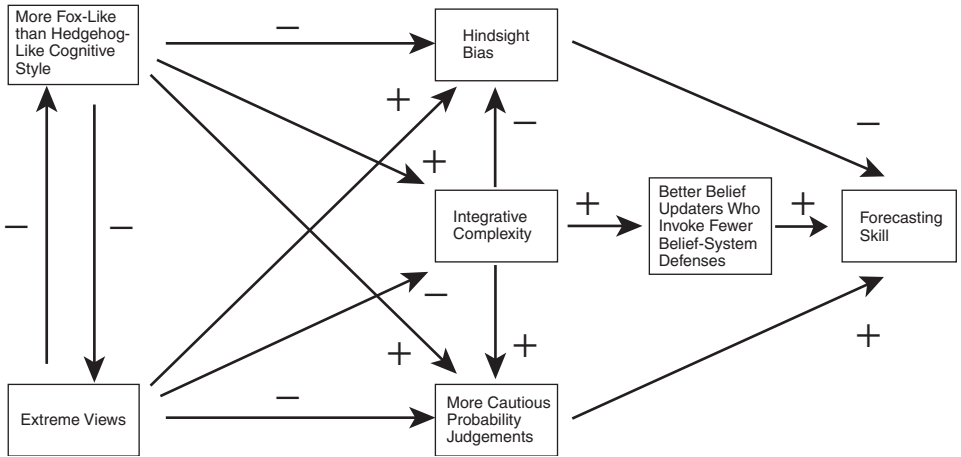 More Fox-Like
than Hedgehog-
Like Cognitive
Style
−
Hindsight
Bias
+
−
−
+
Integrative
Complexity
+
Better Belief
Updaters Who
Invoke Fewer
Belief-System
Defenses
+
Forecasting
Skill
−
−
−
+
+
+
Extreme Views
−
More Cautious
Probability
Judgements